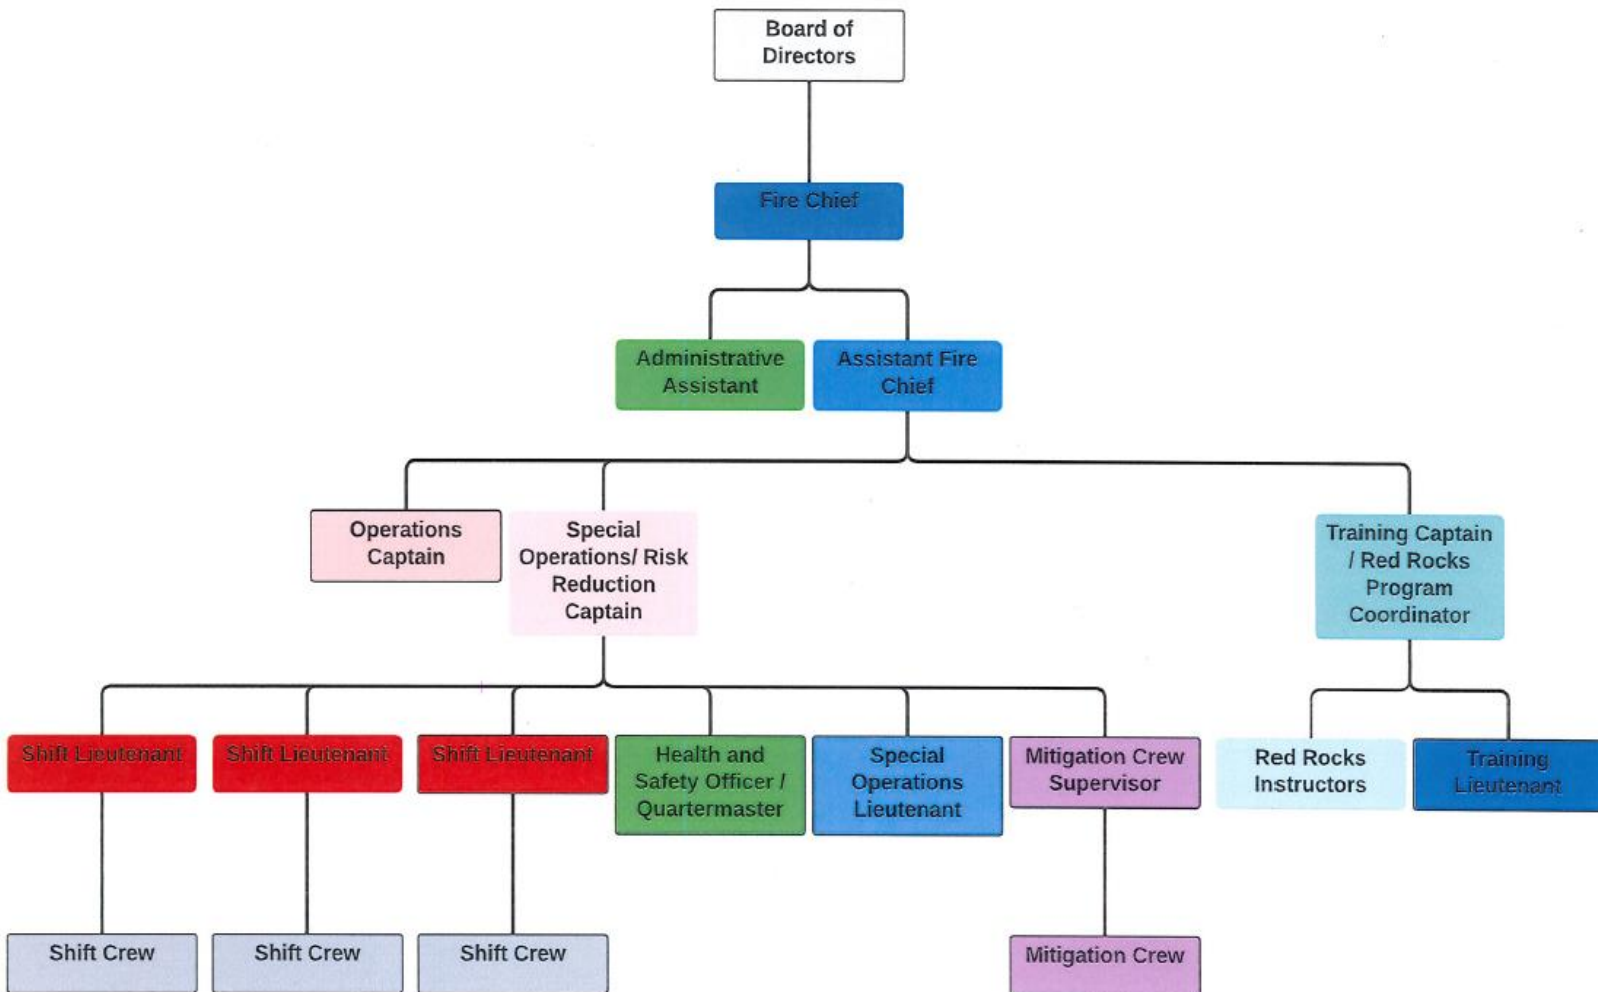 Board of
Directors
Fire Chief
Administrative
Assistant
Assistant Fire
Chief
Operations
Captain
Special
Operations/ Risk
Reduction
Captain
Training Captain
/ Red Rocks
Program
Coordinator
Shift Lieutenant
Shift Lieutenant
Shift Lieutenant
Health and
Safety Officer /
Quartermaster
Special
Operations
Lieutenant
Mitigation Crew
Supervisor
Red Rocks
Instructors
Training
Lieutenant
Shift Crew
Shift Crew
Shift Crew
Mitigation Crew